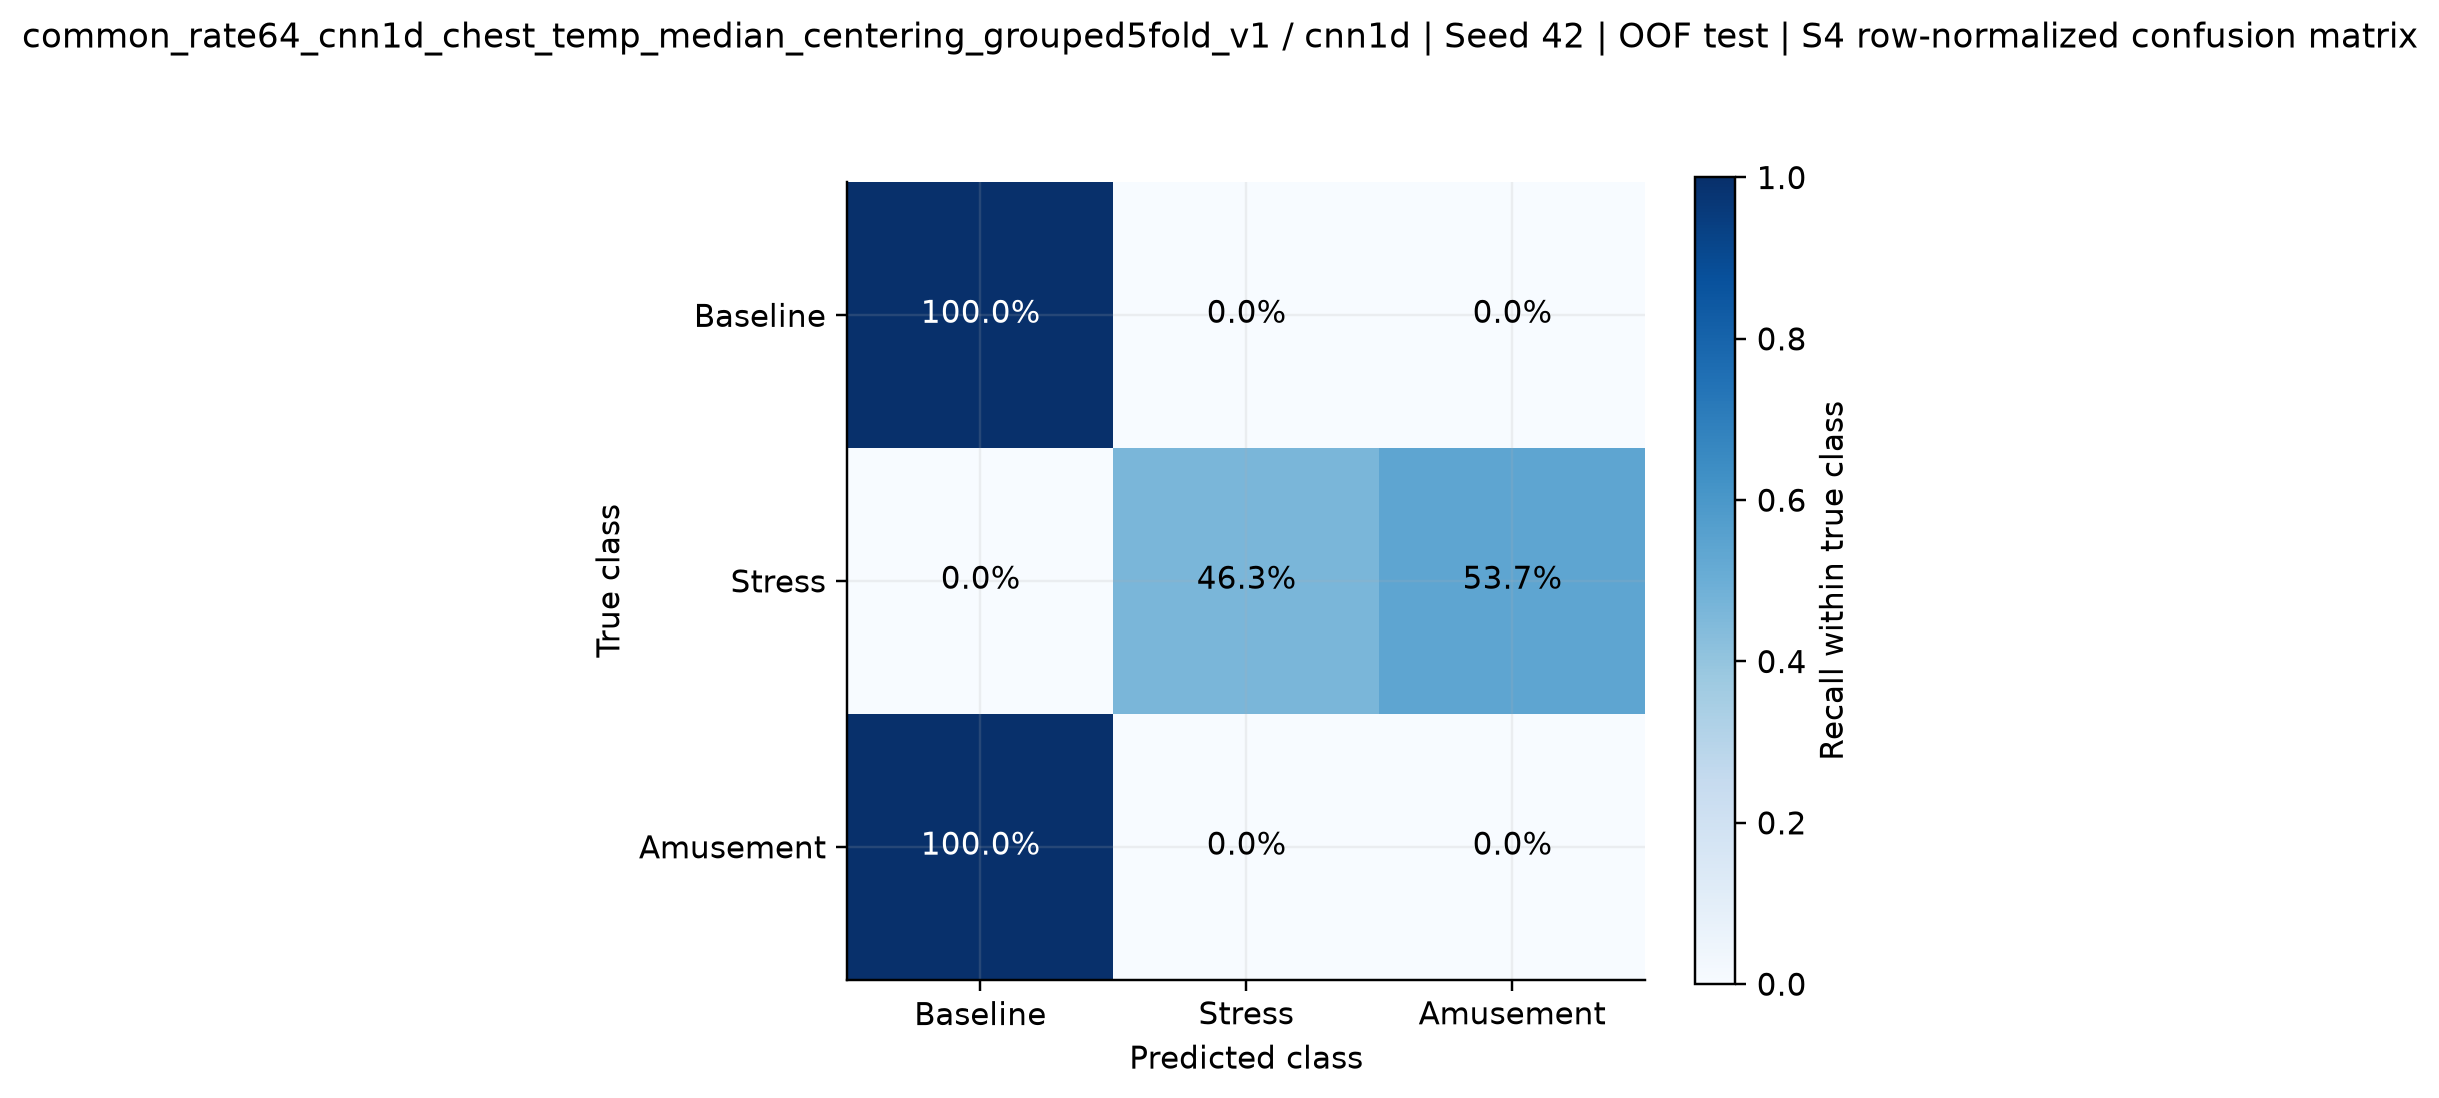 common_rate64_cnn1d_chest_temp_median_centering_grouped5fold_v1 / cnn1d | Seed 42 | OOF test | S4 row-normalized confusion matrix
Baseline 100.0% 0.0% 0.0%
Stress 0.0% 46.3% 53.7%
Amusement 100.0% 0.0% 0.0%
Baseline Stress Amusement
Predicted class
True class
1.0
0.8
0.6
0.4
0.2
0.0
Recall within true class